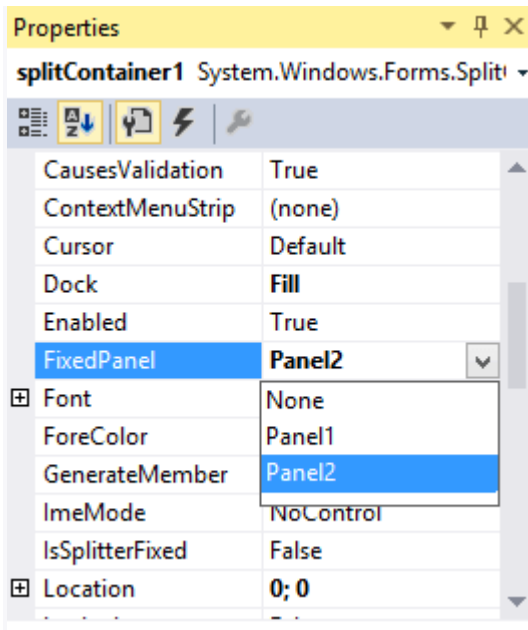 Properties
splitContainer1 System.Windows.Forms.Split
CausesValidation True
ContextMenuStrip (none)
Cursor Default
Dock Fill
Enabled True
FixedPanel Panel2
Font None
ForeColor Panel1
GenerateMember Panel2
ImeMode NoControl
IsSplitterFixed False
Location 0; 0